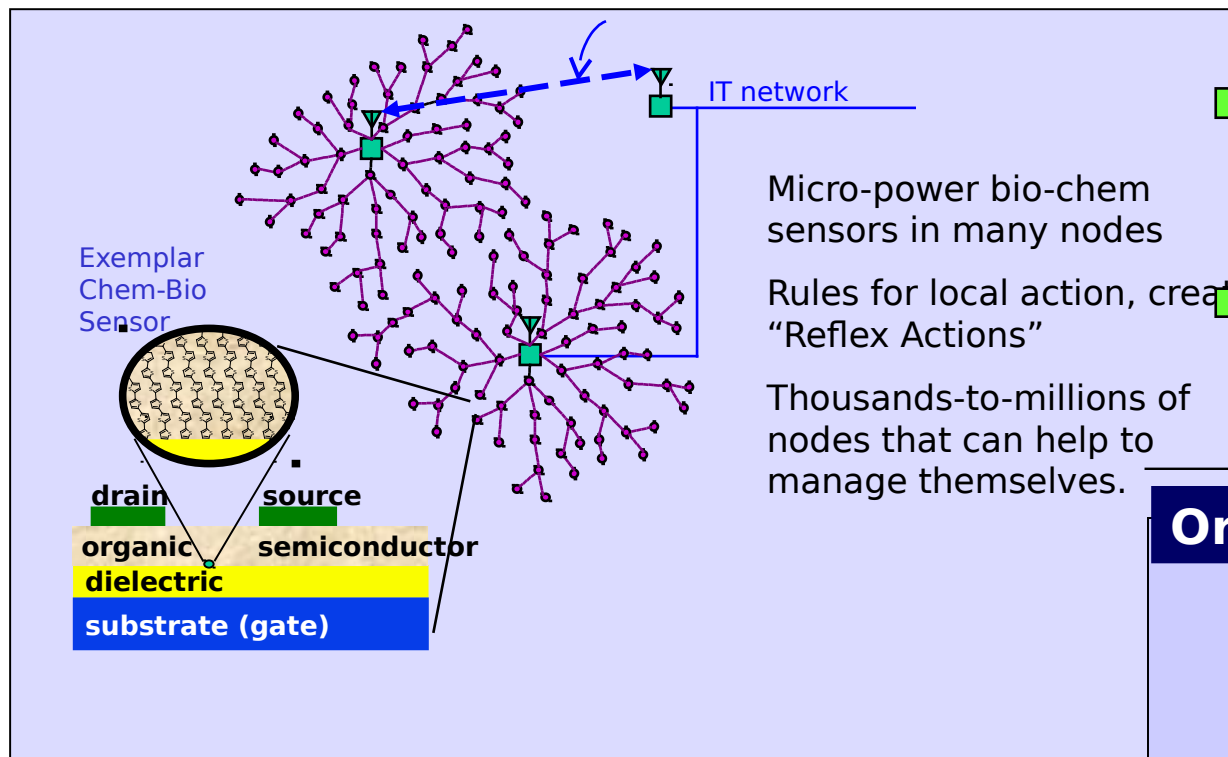 IT network
Micro-power bio-chem
sensors in many nodes
Exemplar
Chem-Bio
Sensor
Rules for local action, creat
“Reflex Actions”
Thousands-to-millions of
nodes that can help to
manage themselves.
drain source
organic semiconductor
dielectric
substrate (gate)
Or